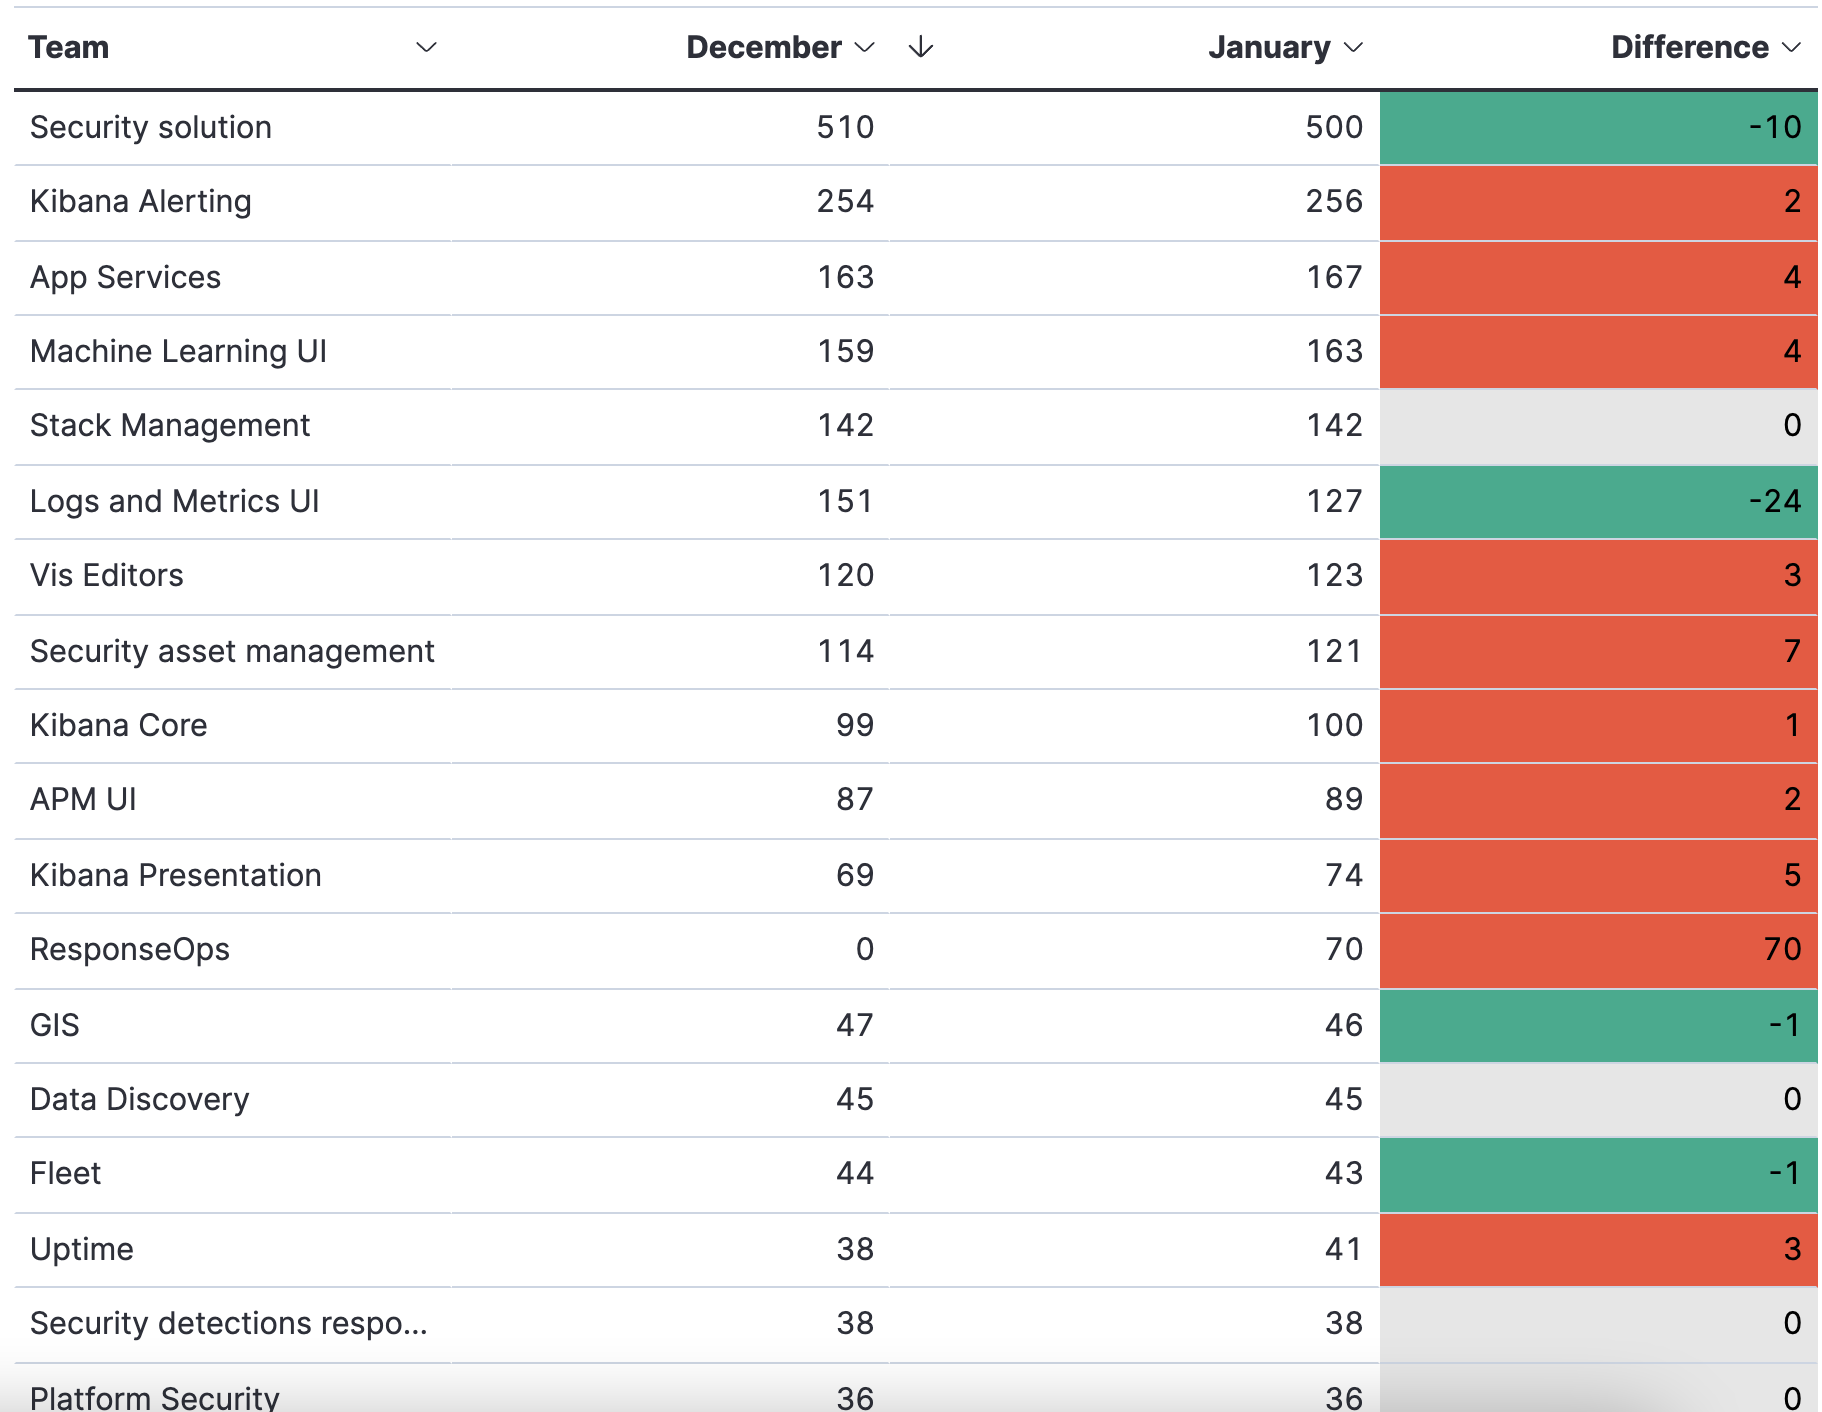 Team December January Difference
Security solution 510 500 -10
Kibana Alerting 254 256 2
App Services 163 167 4
Machine Learning UI 159 163 4
Stack Management 142 142 0
Logs and Metrics UI 151 127 -24
Vis Editors 120 123 3
Security asset management 114 121 7
Kibana Core 99 100 1
APM UI 87 89 2
Kibana Presentation 69 74 5
ResponseOps 0 70 70
GIS 47 46 -1
Data Discovery 45 45 0
Fleet 44 43 -1
Uptime 38 41 3
Security detections respo... 38 38 0
Platform Security 36 36 0